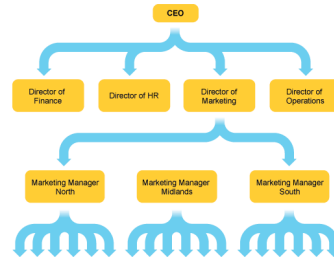 CEO
Director of
Finance
Director of HR
Director of
Marketing
Director of
Operations
Marketing Manager
North
Marketing Manager
Midlands
Marketing Manager
South